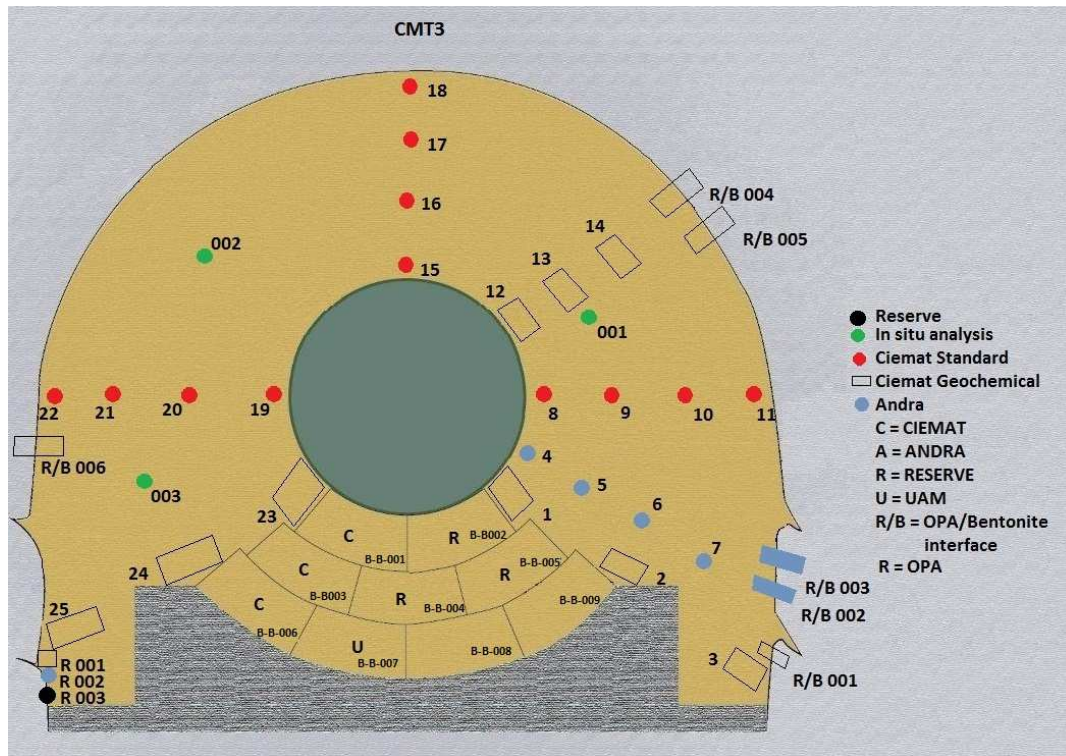 CMT3
18
17
16
15
002
14
13
12
001
R/B 004
R/B 005
22
21
20
19
8
9
10
11
R/B 006
003
4
5
6
7
23
1
24
2
25
3
C
B-B-001
R
B-B002
C
B-B003
R
B-B-004
R
B-B-005
C
B-B-006
U
B-B-007
B-B-008
B-B-009
R/B 003
R/B 002
R/B 001
R 001
R 002
R 003
Reserve
In situ analysis
Ciemat Standard
Ciemat Geochemical
Andra
C = CIEMAT
A = ANDRA
R = RESERVE
U = UAM
R/B = OPA/Bentonite
interface
R = OPA